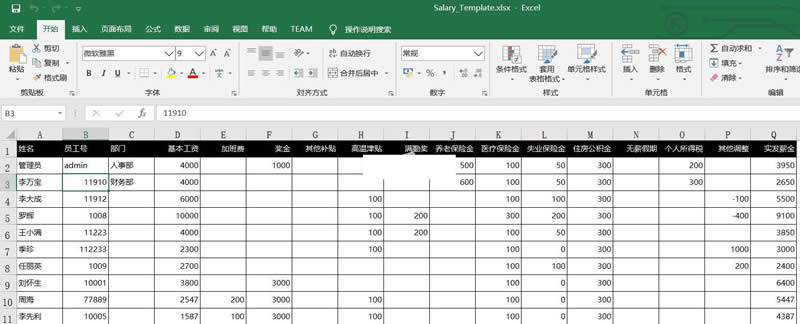 Salary_Template.xlsx - Excel
文件 开始 页面布局 公式 数据 审阅 视图 帮助 TEAM 操作说明搜索
粘贴 剪切 复制 格式刷 剪贴板
微软雅黑 9 A A B I U 字体
自动换行 合并后居中 对齐方式
常规 % 数字
条件格式 套用表格格式 单元格样式 样式
插入 删除 格式 单元格
自动求和 填充 清除 排序和筛选
B3 fx 11910
A B C D E F G H I J K L M N O P Q
1 姓名 员工号 部门 基本工资 加班费 奖金 其他补贴 高温津贴 满勤奖 养老保险金 医疗保险金 失业保险金 住房公积金 无薪假期 个人所得税 其他调整 实发薪金
2 管理员 admin 人事部 4000 1000 500 100 50 300 200 3950
3 李万宝 11910 财务部 4000 600 100 50 300 300 2650
4 李大成 11912 6000 100 100 100 300 -100 5500
5 罗辉 1008 10000 100 200 300 200 300 -400 9100
6 王小满 11223 4000 100 200 100 50 300 3850
7 季珍 112233 2300 100 100 0 300 1000 3000
8 任丽英 1009 2700 100 100 300 200 2400
9 刘怀生 10001 3800 3000 100 0 300 6400
10 周海 77889 2547 200 3000 100 100 0 300 5447
11 李先利 10005 1587 100 3000 100 100 0 300 4387